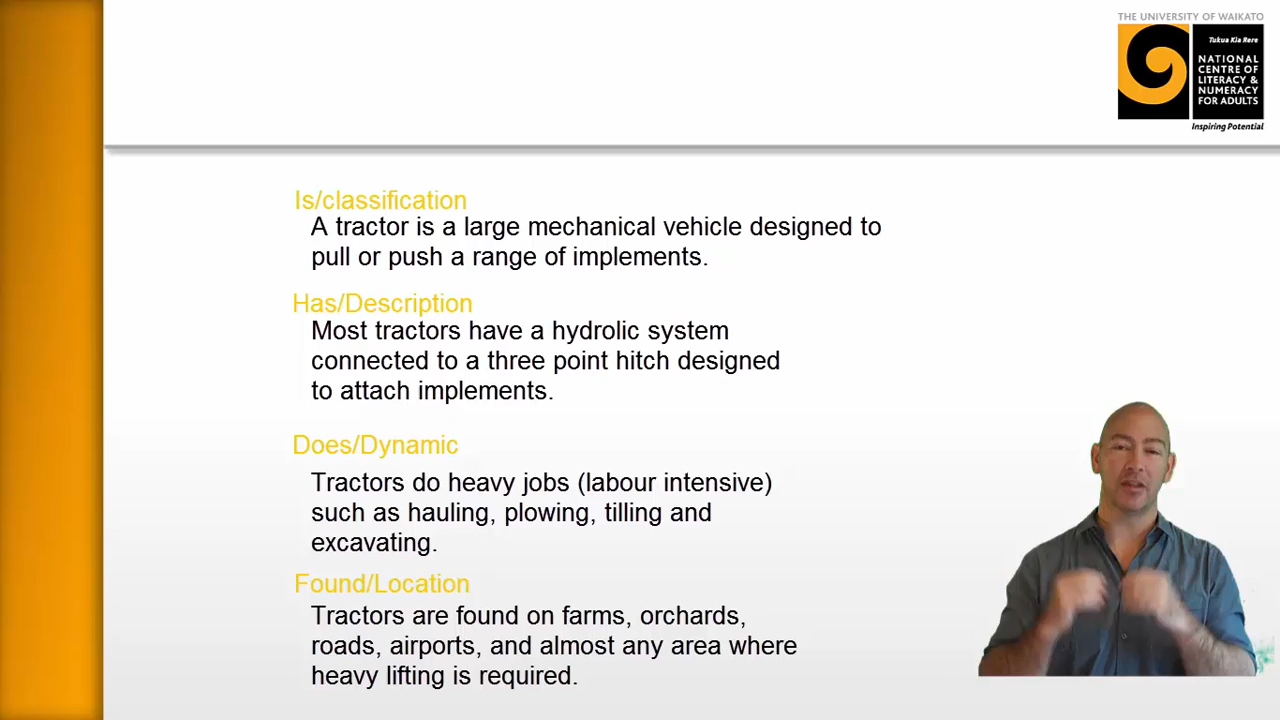 THE UNIVERSITY OF WAIKATO
Tukua Kia Rere
NATIONAL
CENTRE OF
LITERACY &
NUMERACY
FOR ADULTS
Inspiring Potential
Is/classification
A tractor is a large mechanical vehicle designed to
pull or push a range of implements.
Has/Description
Most tractors have a hydrolic system
connected to a three point hitch designed
to attach implements.
Does/Dynamic
Tractors do heavy jobs (labour intensive)
such as hauling, plowing, tilling and
excavating.
Found/Location
Tractors are found on farms, orchards,
roads, airports, and almost any area where
heavy lifting is required.